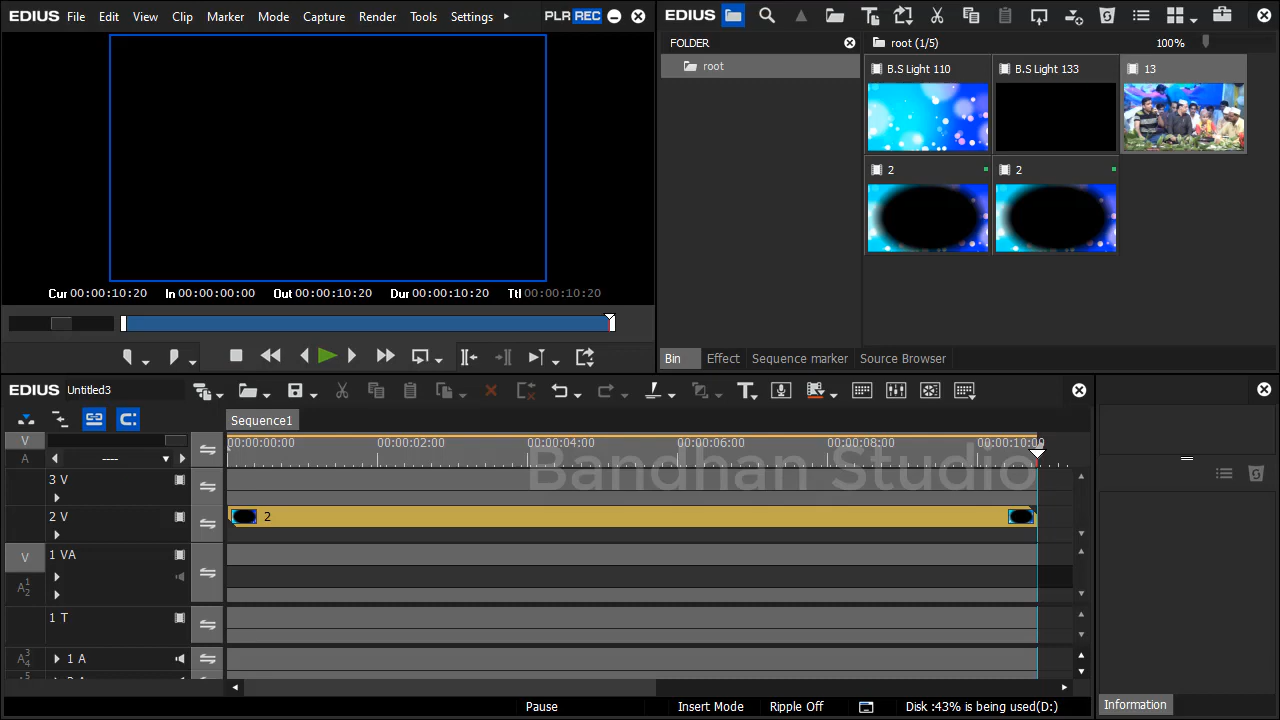 EDIUS File Edit View Clip Marker Mode Capture Render Tools Settings PLR REC
Cur 00:00:10:20 In 00:00:00:00 Out 00:00:10:20 Dur 00:00:10:20 Ttl 00:00:10:20
EDIUS
FOLDER
root
root (1/5) 100%
B.S Light 110
B.S Light 133
13
2
2
Bin Effect Sequence marker Source Browser
EDIUS Untitled3
Sequence1
V
A
----
00:00:00:00 00:00:02:00 00:00:04:00 00:00:06:00 00:00:08:00 00:00:10:00
Bandhan Studio
3 V
2 V
2
V
1 VA
A 1 2
1 T
A 3 4
1 A
Pause Insert Mode Ripple Off Disk :43% is being used(D:)
Information